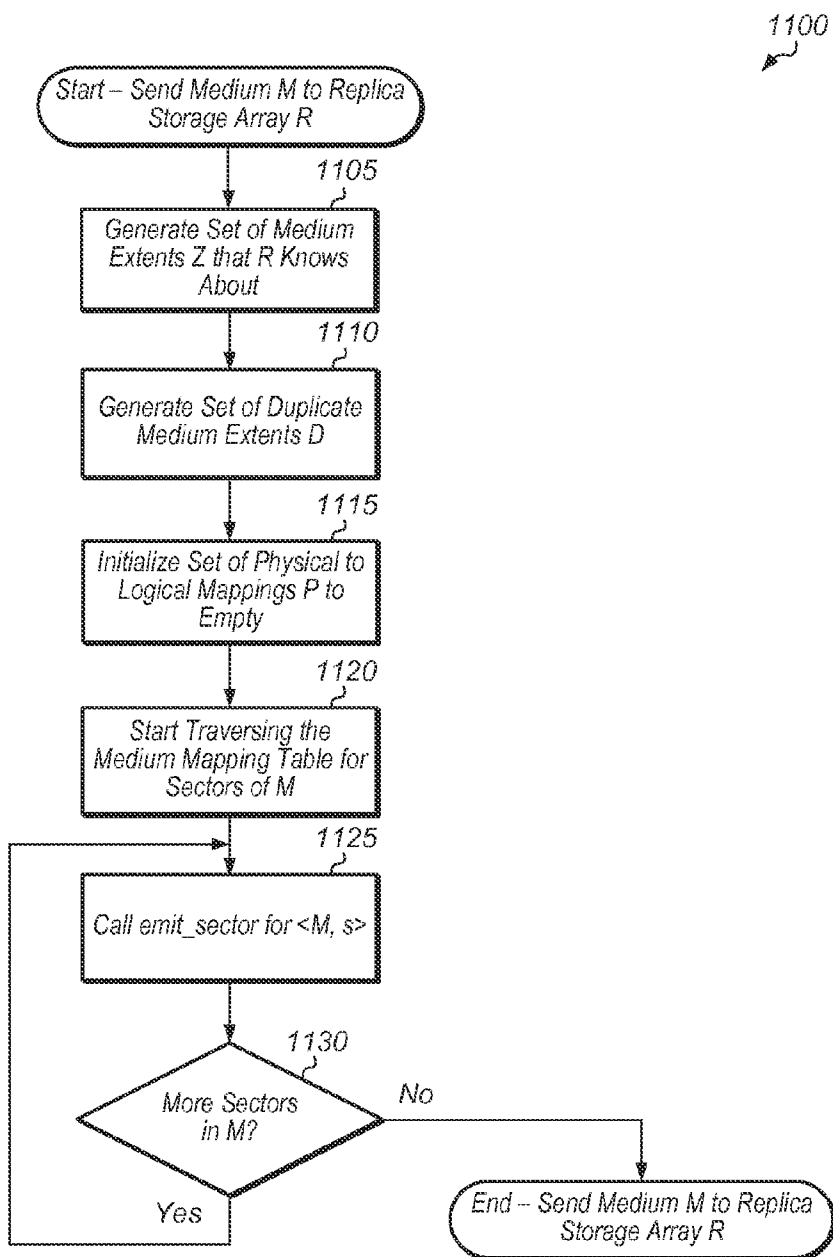 1100
Start – Send Medium M to Replica
Storage Array R
1105
Generate Set of Medium
Extents Z that R Knows
About
1110
Generate Set of Duplicate
Medium Extents D
1115
Initialize Set of Physical to
Logical Mappings P to
Empty
1120
Start Traversing the
Medium Mapping Table for
Sectors of M
1125
Call emit_sector for <M, s>
1130
More Sectors
in M?
No
Yes
End – Send Medium M to Replica
Storage Array R